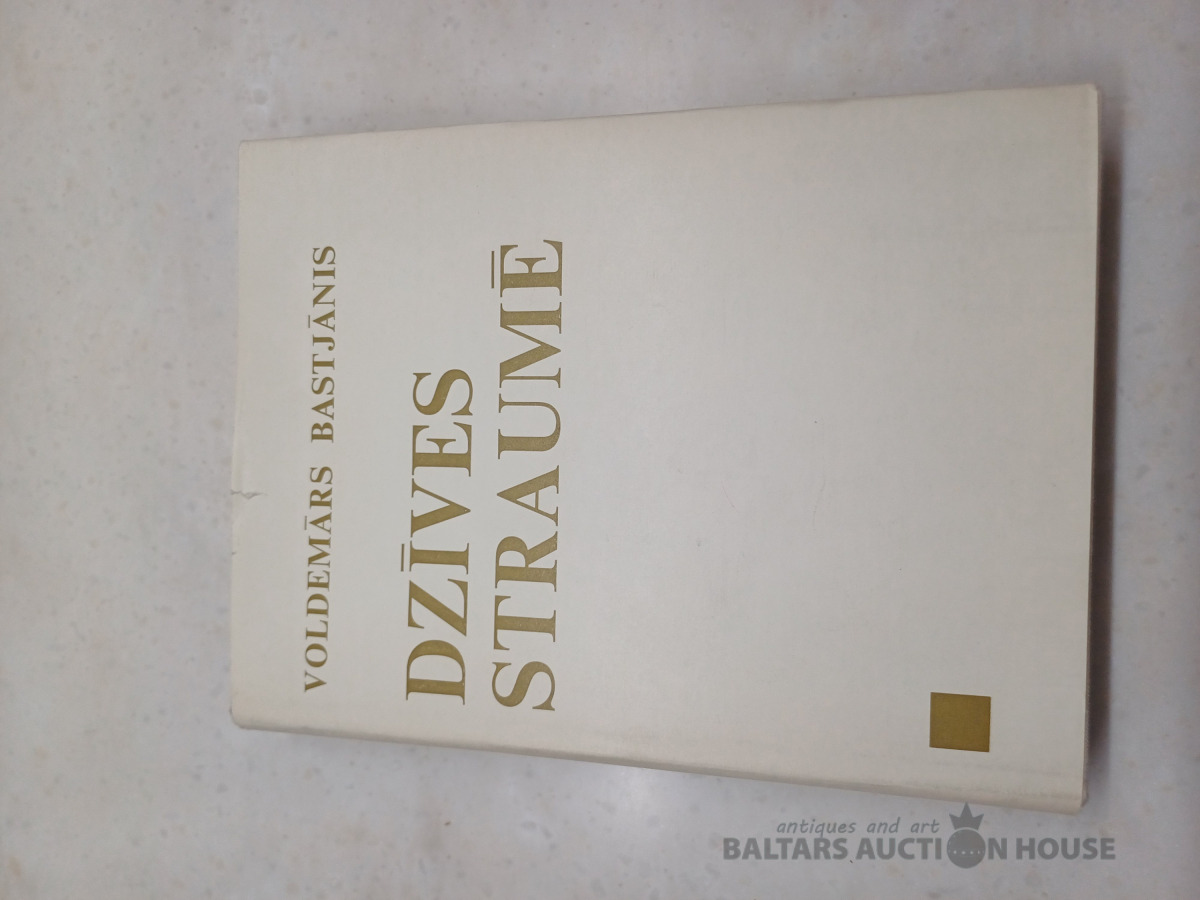 VOLDEMĀRS BASTJĀNIS
DZĪVES
STRAUMĒ
antiques and art
BALTARS AUCTION HOUSE